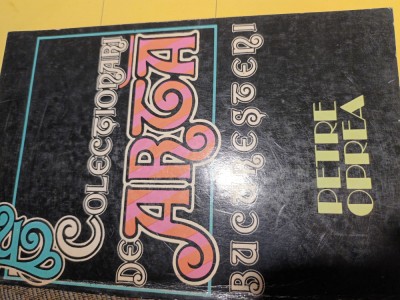 COLECȚIONARI
DE ARTĂ
BUCUREȘTENI
PETRE
OPREA